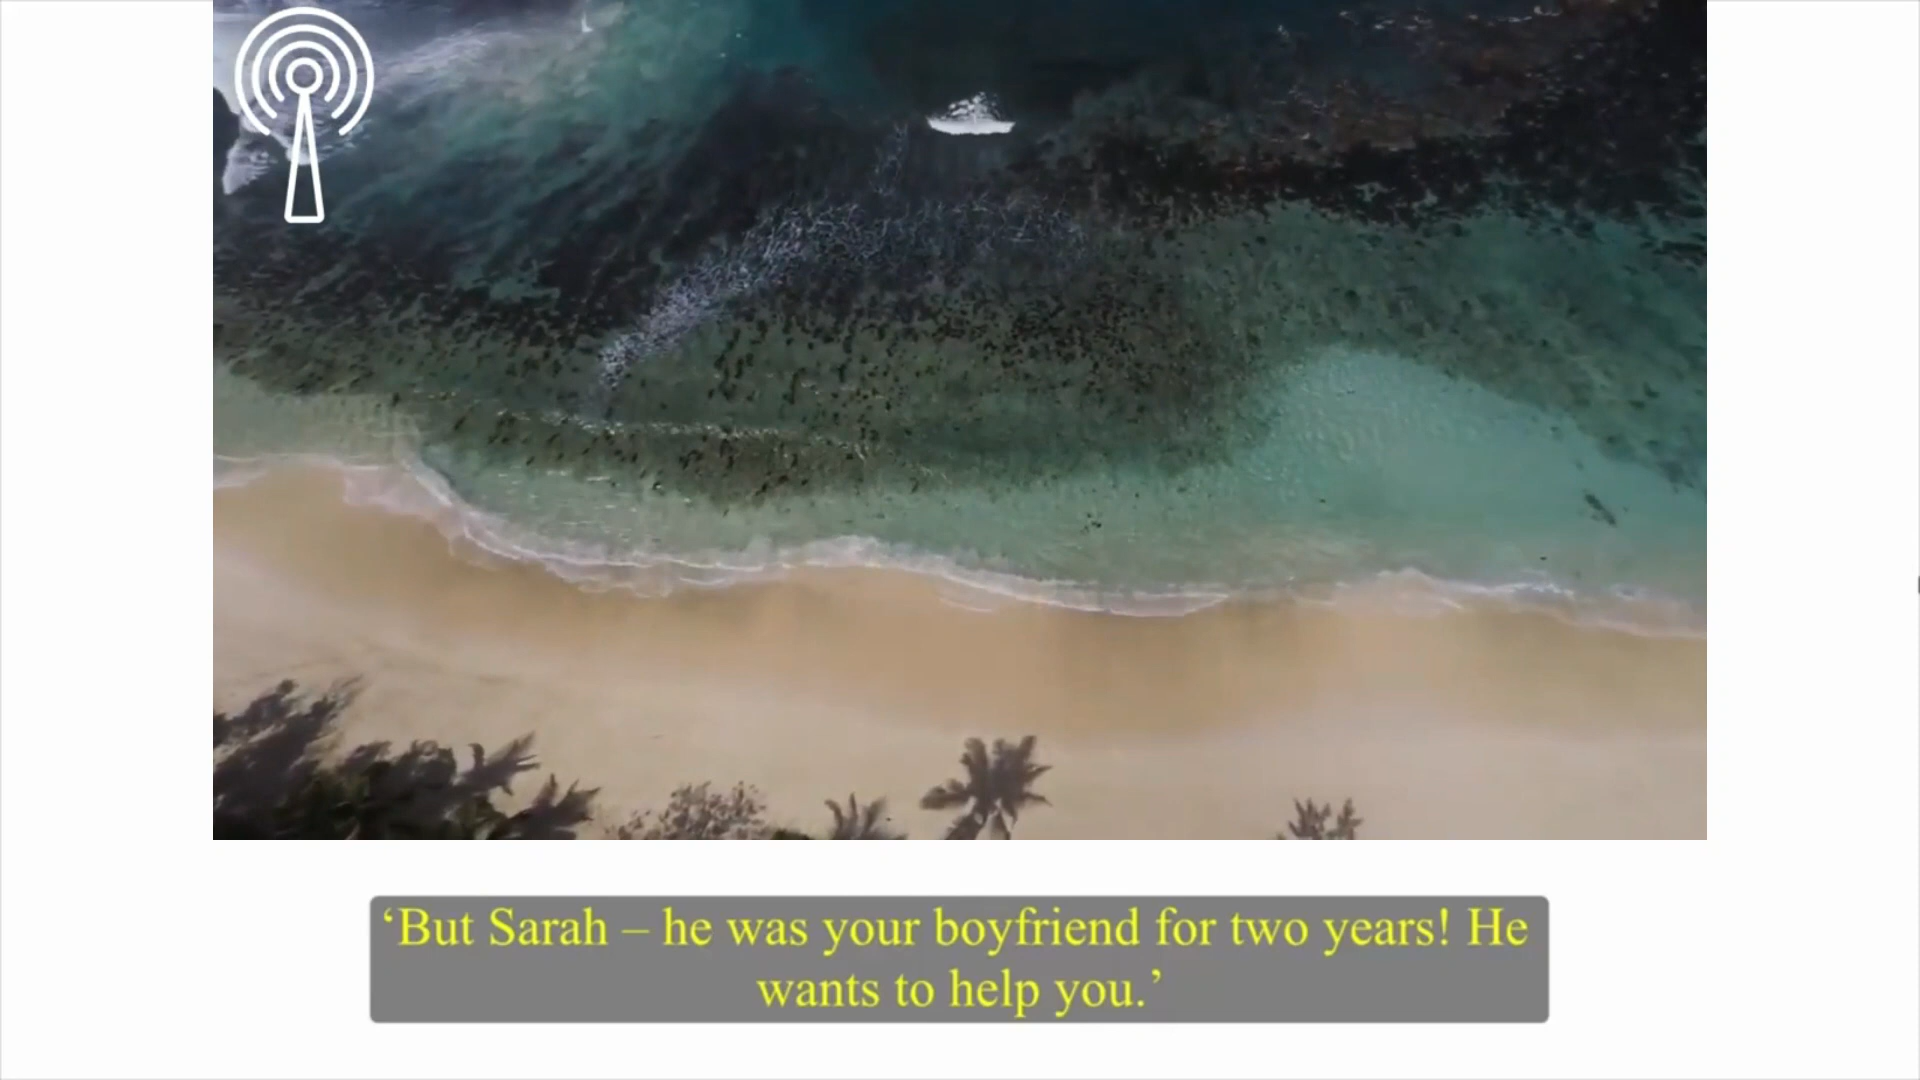 ‘But Sarah – he was your boyfriend for two years! He
wants to help you.’